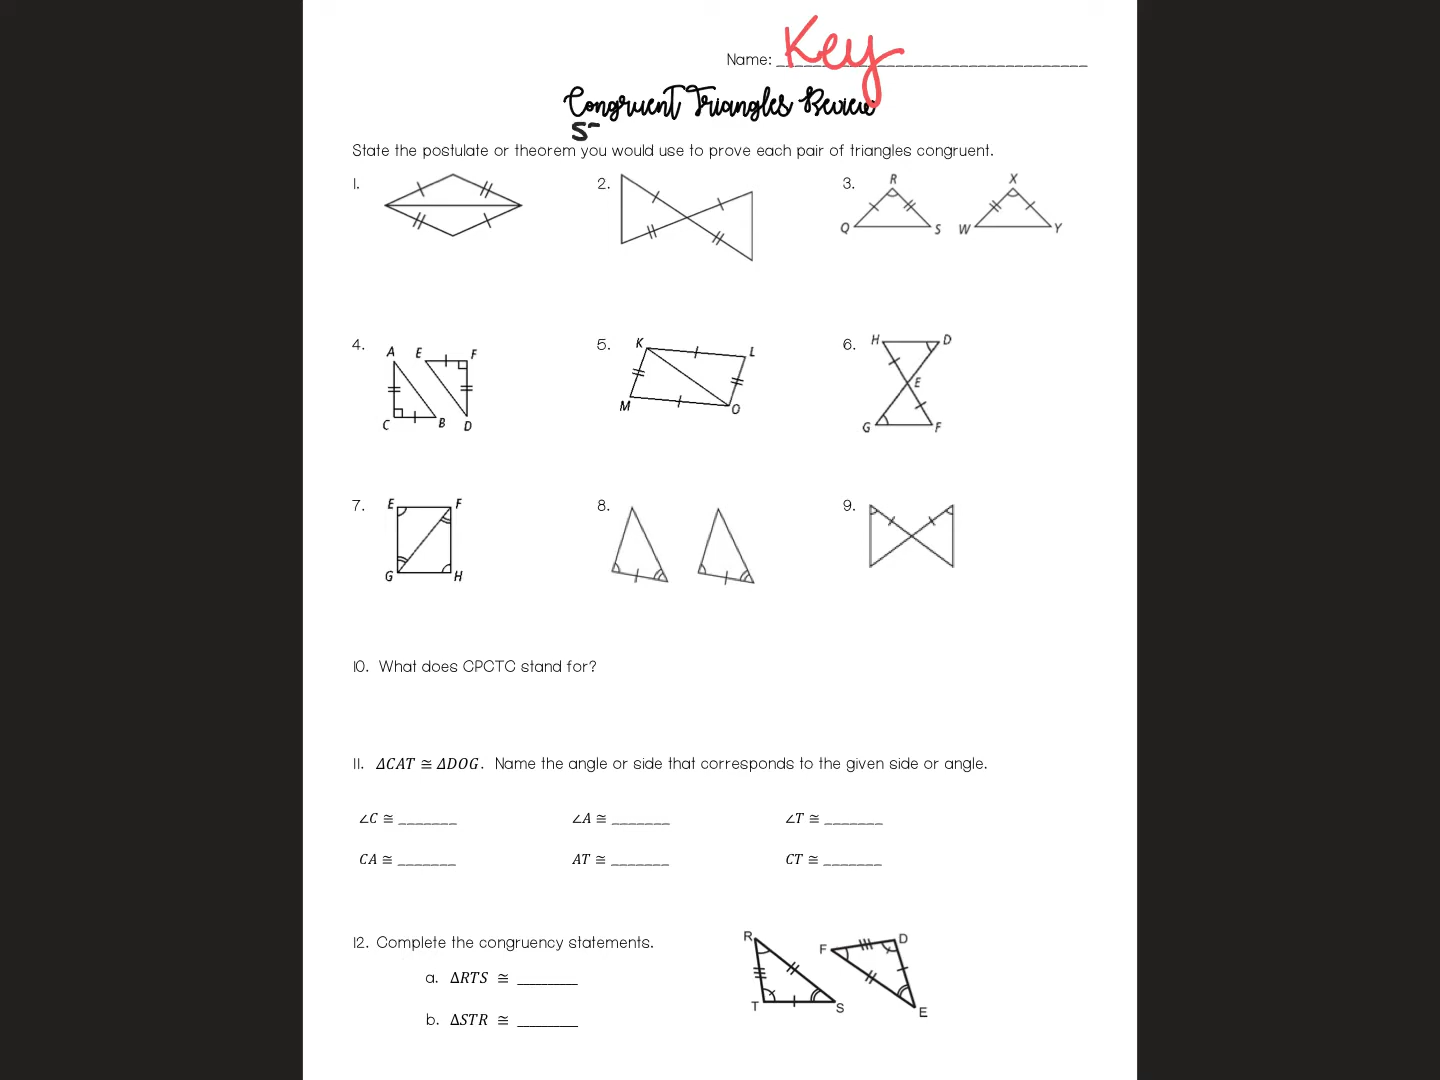 Name: Key
Congruent Triangles Review
State the postulate or theorem you would use to prove each pair of triangles congruent.
1. 2. 3. R X
Q S W Y
4. A E F 5. K L 6. H D
E
C B D M O G F
7. E F 8. 9.
G H
10. What does CPCTC stand for?
11. ΔCAT ≅ ΔDOG. Name the angle or side that corresponds to the given side or angle.
∠C ≅ _______ ∠A ≅ _______ ∠T ≅ _______
CA ≅ _______ AT ≅ _______ CT ≅ _______
12. Complete the congruency statements. R F D
a. ΔRTS ≅ ________
T S E
b. ΔSTR ≅ ________